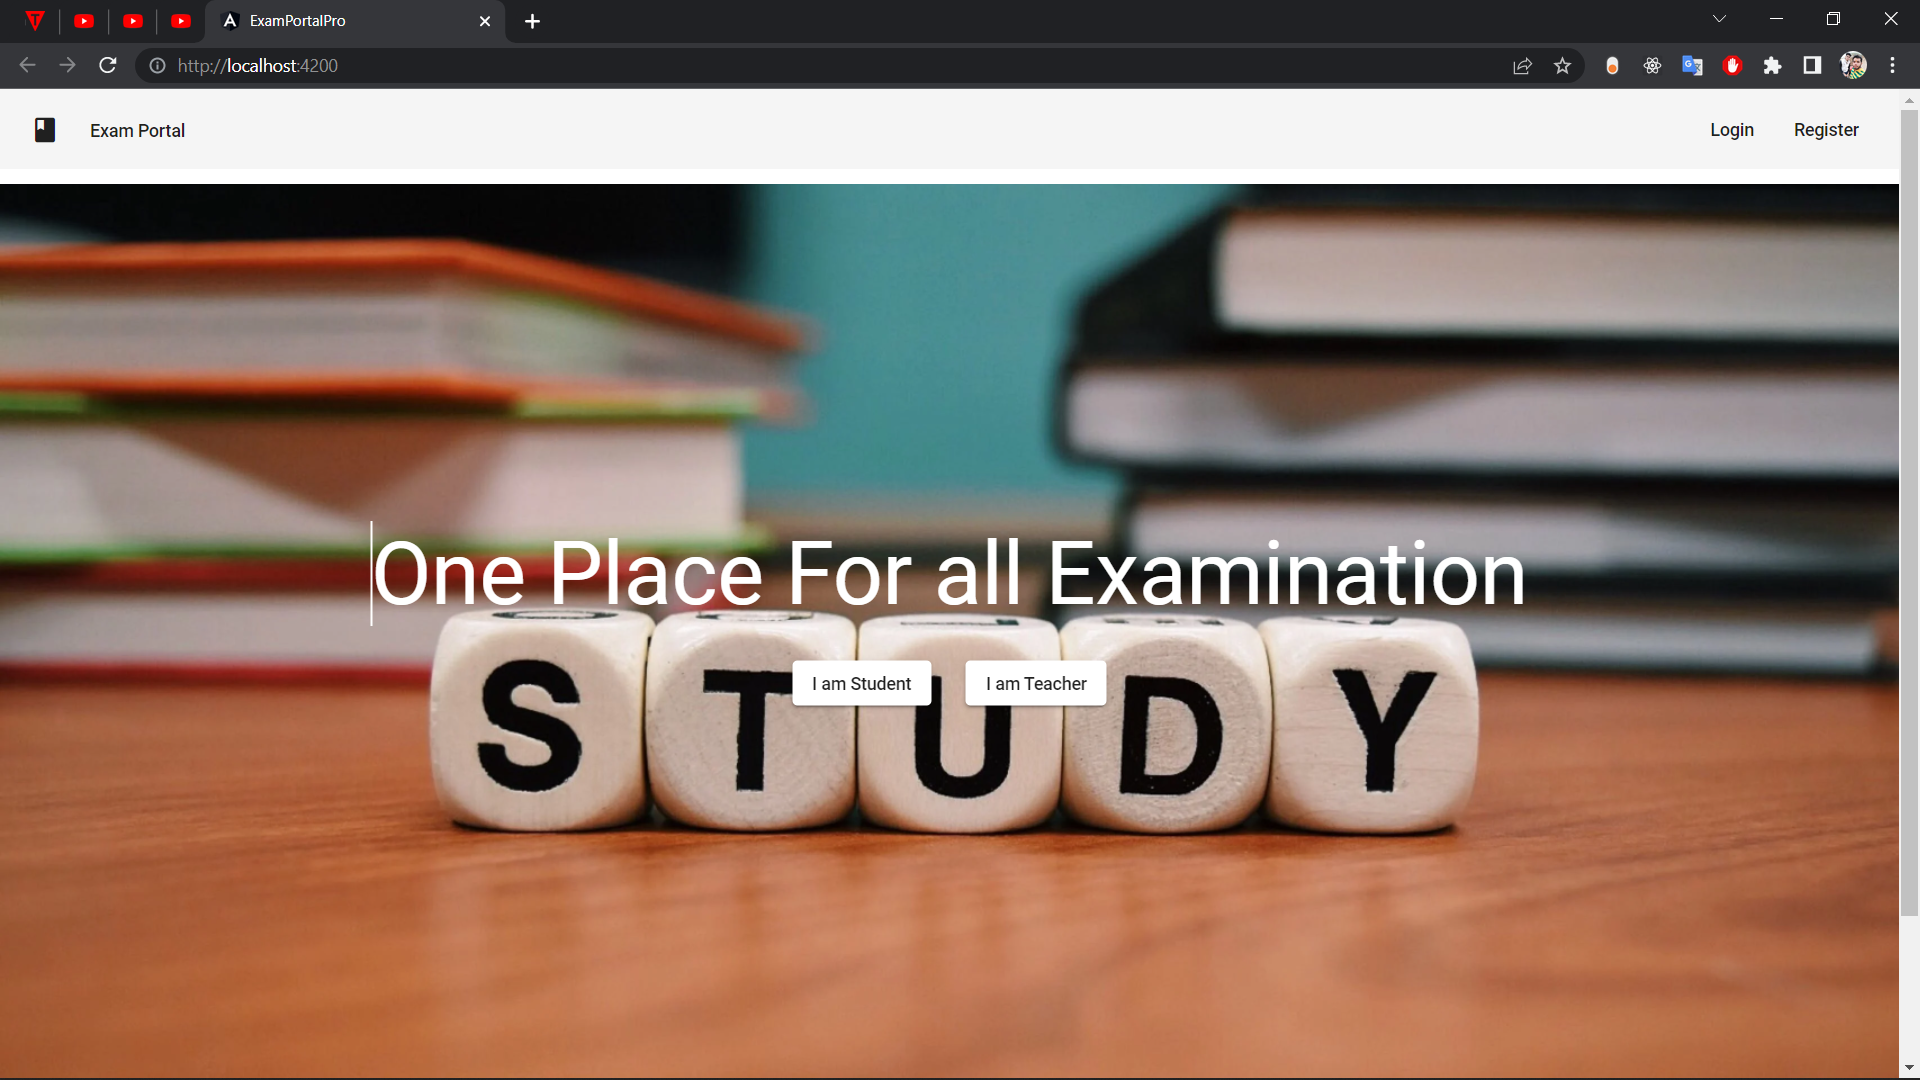 ExamPortalPro
http://localhost:4200
Exam Portal
Login
Register
One Place For all Examination
I am Student
I am Teacher
STUDY